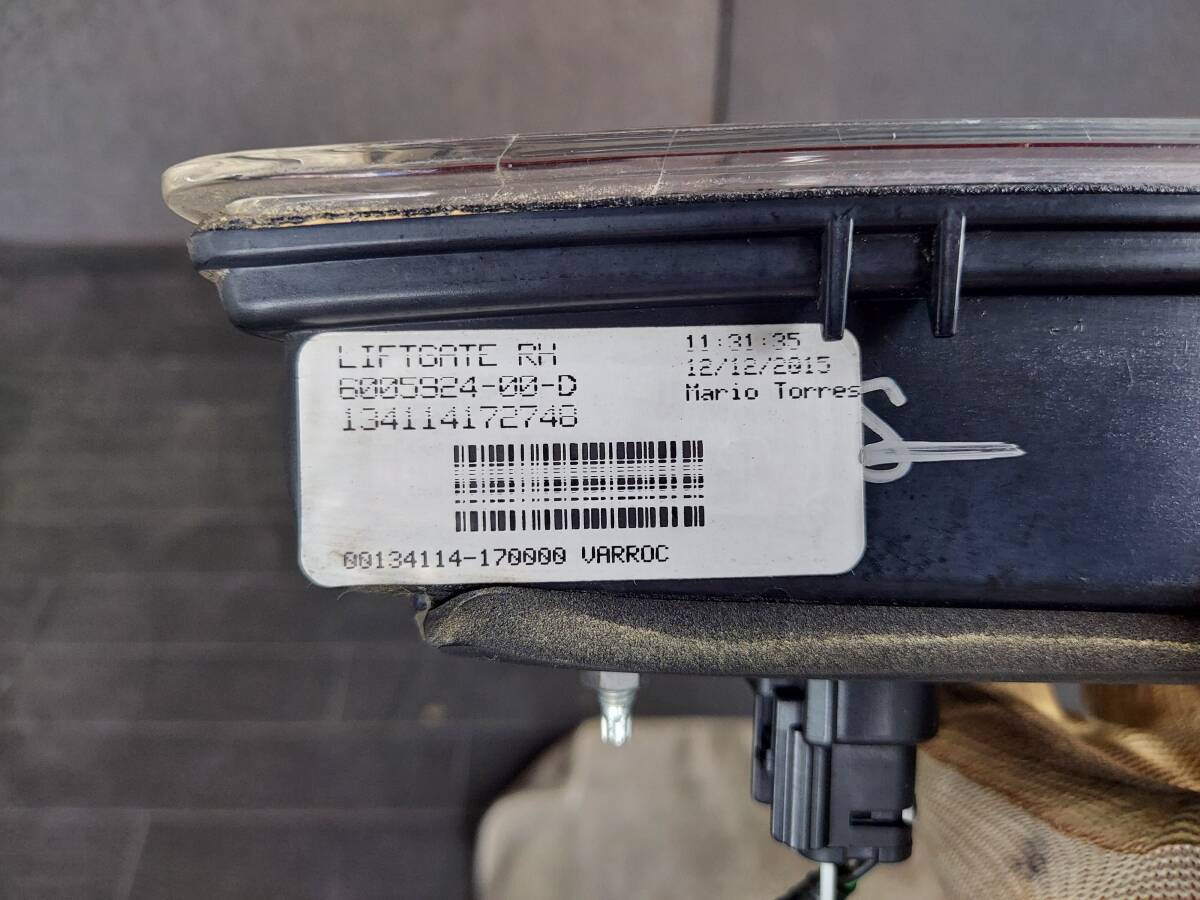 LIFTGATE RH
6005924-00-D
134114172748
11:31:35
12/12/2015
Mario Torres
00134114-170000 VARROC